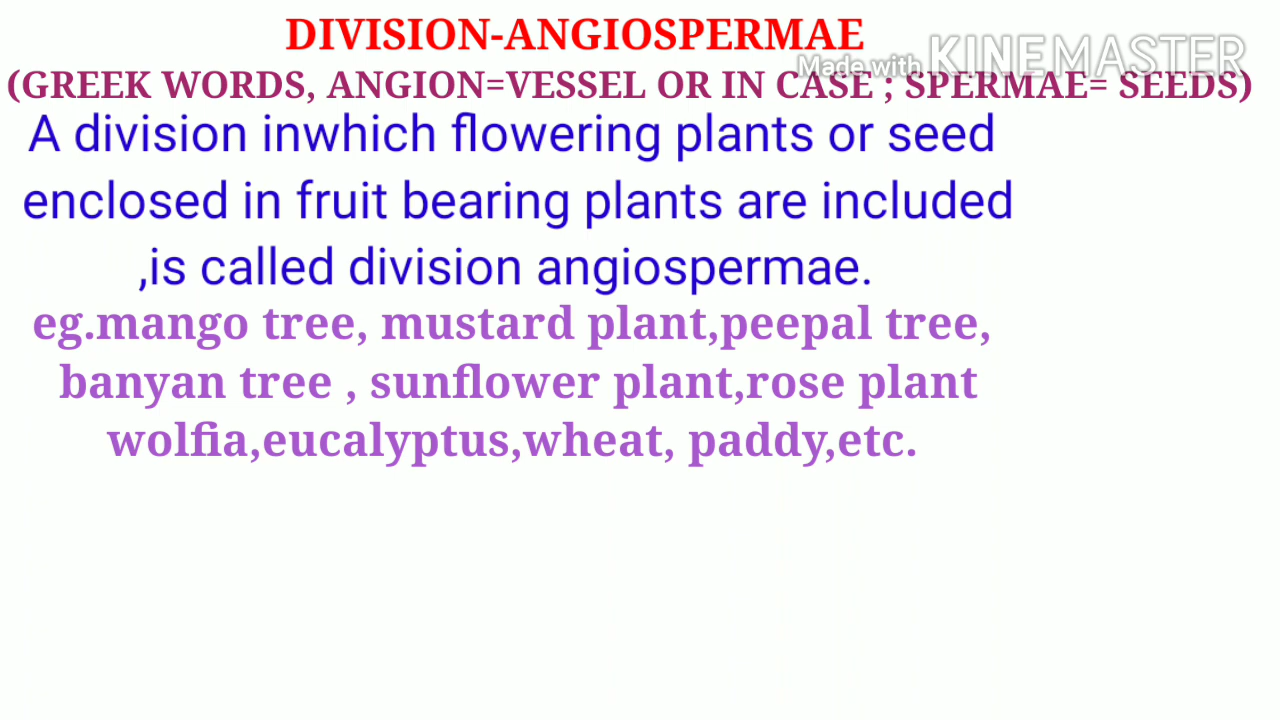 DIVISION-ANGIOSPERMAE
Made with KINEMASTER
(GREEK WORDS, ANGION=VESSEL OR IN CASE ; SPERMAE= SEEDS)
A division inwhich flowering plants or seed
enclosed in fruit bearing plants are included
,is called division angiospermae.
eg.mango tree, mustard plant,peepal tree,
banyan tree , sunflower plant,rose plant
wolfia,eucalyptus,wheat, paddy,etc.